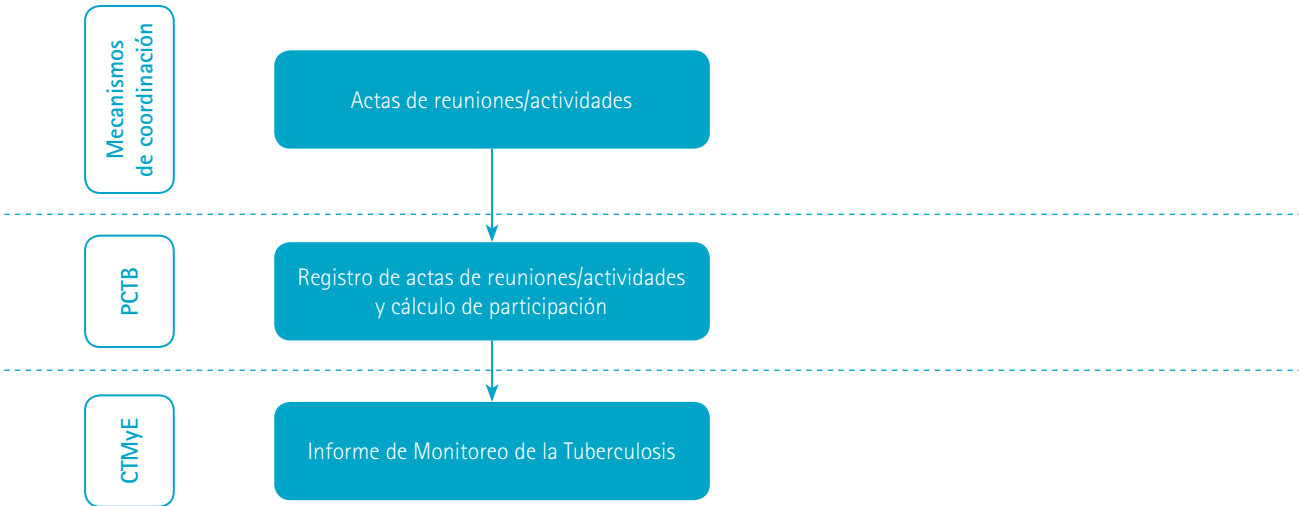 Mecanismos
de coordinación
Actas de reuniones/actividades
PCTB
Registro de actas de reuniones/actividades
y cálculo de participación
CTMyE
Informe de Monitoreo de la Tuberculosis